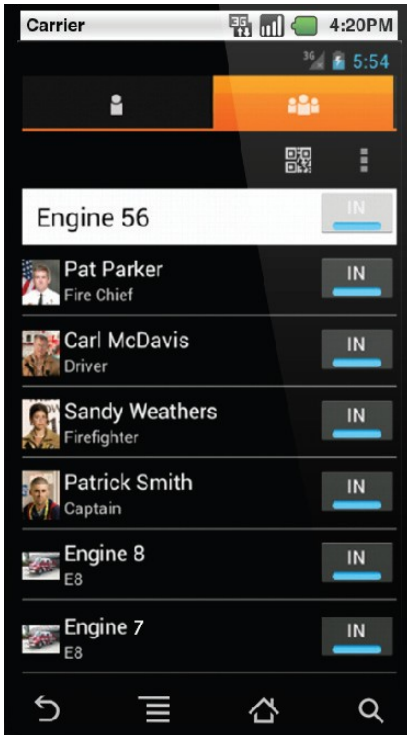 Carrier 3G 4:20PM
3G 5:54
Engine 56 IN
Pat Parker IN
Fire Chief
Carl McDavis IN
Driver
Sandy Weathers IN
Firefighter
Patrick Smith IN
Captain
Engine 8 IN
E8
Engine 7 IN
E8